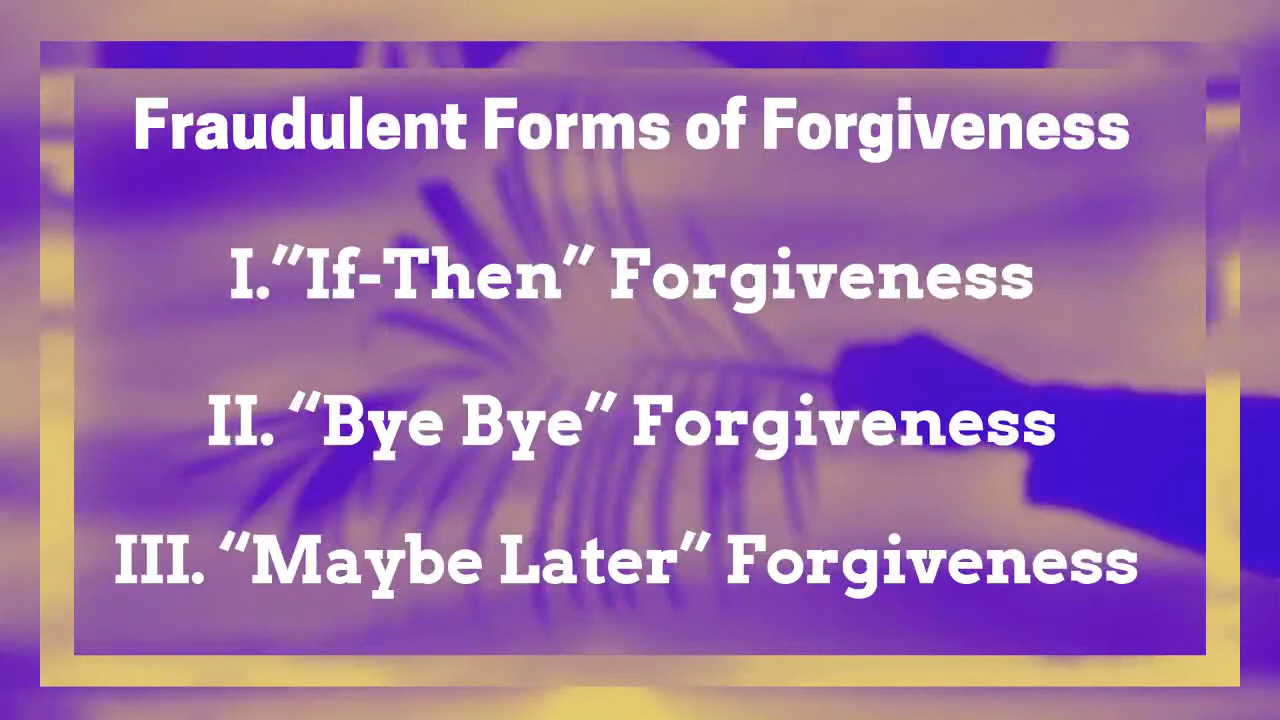 Fraudulent Forms of Forgiveness
I.”If-Then” Forgiveness
II. “Bye Bye” Forgiveness
III. “Maybe Later” Forgiveness